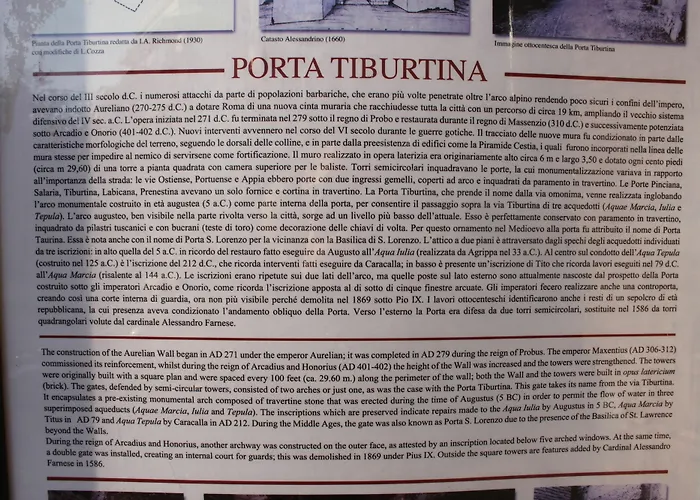 Pianta della Porta Tiburtina redatta da I.A. Richmond (1930)
con modifiche di L. Cozza
Catasto Alessandrino (1660)
Immagine ottocentesca della Porta Tiburtina
PORTA TIBURTINA
Nel corso del III secolo d.C. i numerosi attacchi da parte di popolazioni barbariche, che erano più volte penetrate oltre l'arco alpino rendendo poco sicuri i confini dell'impero,
avevano indotto Aureliano (270-275 d.C.) a dotare Roma di una nuova cinta muraria che racchiudesse tutta la città con un percorso di circa 19 km, ampliando il vecchio sistema
difensivo del IV sec. a.C. L'opera iniziata nel 271 d.C. fu terminata nel 279 sotto il regno di Probo e restaurata durante il regno di Massenzio (310 d.C.) e successivamente potenziata
sotto Arcadio e Onorio (401-402 d.C.). Nuovi interventi avvennero nel corso del VI secolo durante le guerre gotiche. Il tracciato delle nuove mura fu condizionato in parte dalle
caratteristiche morfologiche del terreno, seguendo le dorsali delle colline, e in parte dalla preesistenza di edifici come la Piramide Cestia, i quali furono incorporati nella linea delle
mura stesse per impedire al nemico di servirsene come fortificazione. Il muro realizzato in opera laterizia era originariamente alto circa 6 m e largo 3,50 e dotato ogni cento piedi
(circa m 29,60) di una torre a pianta quadrata con camera superiore per le baliste. Torri semicircolari inquadravano le porte, la cui monumentalizzazione variava in rapporto
all'importanza della strada: le vie Ostiense, Portuense e Appia ebbero porte con due ingressi gemelli, coperti ad arco e inquadrati da paramento in travertino. Le Porte Pinciana,
Salaria, Tiburtina, Labicana, Prenestina avevano un solo fornice e cortina in travertino. La Porta Tiburtina, che prende il nome dalla via omonima, venne realizzata inglobando
l'arco monumentale costruito in età augustea (5 a.C.) come parte interna della porta, per consentire il passaggio sopra la via Tiburtina di tre acquedotti (Aquae Marcia, Iulia e
Tepula). L'arco augusteo, ben visibile nella parte rivolta verso la città, sorge ad un livello più basso dell'attuale. Esso è perfettamente conservato con paramento in travertino,
inquadrato da pilastri tuscanici e con bucrani (teste di toro) come decorazione delle chiavi di volta. Per questo ornamento nel Medioevo alla porta fu attribuito il nome di Porta
Taurina. Essa è nota anche con il nome di Porta S. Lorenzo per la vicinanza con la Basilica di S. Lorenzo. L'attico a due piani è attraversato dagli spechi degli acquedotti individuati
da tre iscrizioni: in alto quella del 5 a.C., in ricordo del restauro fatto eseguire da Augusto all'Aqua Iulia (realizzata da Agrippa nel 33 a.C.). Al centro sul condotto dell'Aqua Tepula
(costruito nel 125 a.C.) è l'iscrizione del 212 d.C., che ricorda interventi fatti eseguire da Caracalla; in basso è presente un'iscrizione di Tito che ricorda lavori eseguiti nel 79 d.C.
all'Aqua Marcia (risalente al 144 a.C.). Le iscrizioni erano ripetute sui due lati dell'arco, ma quelle poste sul lato esterno sono attualmente nascoste dal prospetto della Porta
costruito sotto gli imperatori Arcadio e Onorio, come ricorda l'iscrizione apposta al di sotto di cinque finestre arcuate. Gli imperatori fecero realizzare anche una controporta,
creando così una corte interna di guardia, ora non più visibile perché demolita nel 1869 sotto Pio IX. I lavori ottocenteschi identificarono anche i resti di un sepolcro di età
repubblicana, la cui presenza aveva condizionato l'andamento obliquo della Porta. Verso l'esterno la Porta era difesa da due torri semicircolari, sostituite nel 1586 da torri
quadrangolari volute dal cardinale Alessandro Farnese.
The construction of the Aurelian Wall began in AD 271 under the emperor Aurelian; it was completed in AD 279 during the reign of Probus. The emperor Maxentius (AD 306-312)
commissioned its reinforcement, whilst during the reign of Arcadius and Honorius (AD 401-402) the height of the Wall was increased and the towers were strengthened. The towers
were originally built with a square plan and were spaced every 100 feet (ca. 29.60 m.) along the perimeter of the wall; both the Wall and the towers were built in opus latericium
(brick). The gates, defended by semi-circular towers, consisted of two arches or just one, as was the case with the Porta Tiburtina. This gate takes its name from the via Tiburtina.
It encapsulates a pre-existing monumental arch composed of travertine stone that was erected during the time of Augustus (5 BC) in order to permit the flow of water in three
superimposed aqueducts (Aquae Marcia, Iulia and Tepula). The inscriptions which are preserved indicate repairs made to the Aqua Iulia by Augustus in 5 BC, Aqua Marcia by
Titus in AD 79 and Aqua Tepula by Caracalla in AD 212. During the Middle Ages, the gate was also known as Porta S. Lorenzo due to the presence of the Basilica of St. Lawrence
beyond the Walls.
During the reign of Arcadius and Honorius, another archway was constructed on the outer face, as attested by an inscription located below five arched windows. At the same time,
a double gate was installed, creating an internal court for guards; this was demolished in 1869 under Pius IX. Outside the square towers are features added by Cardinal Alessandro
Farnese in 1586.